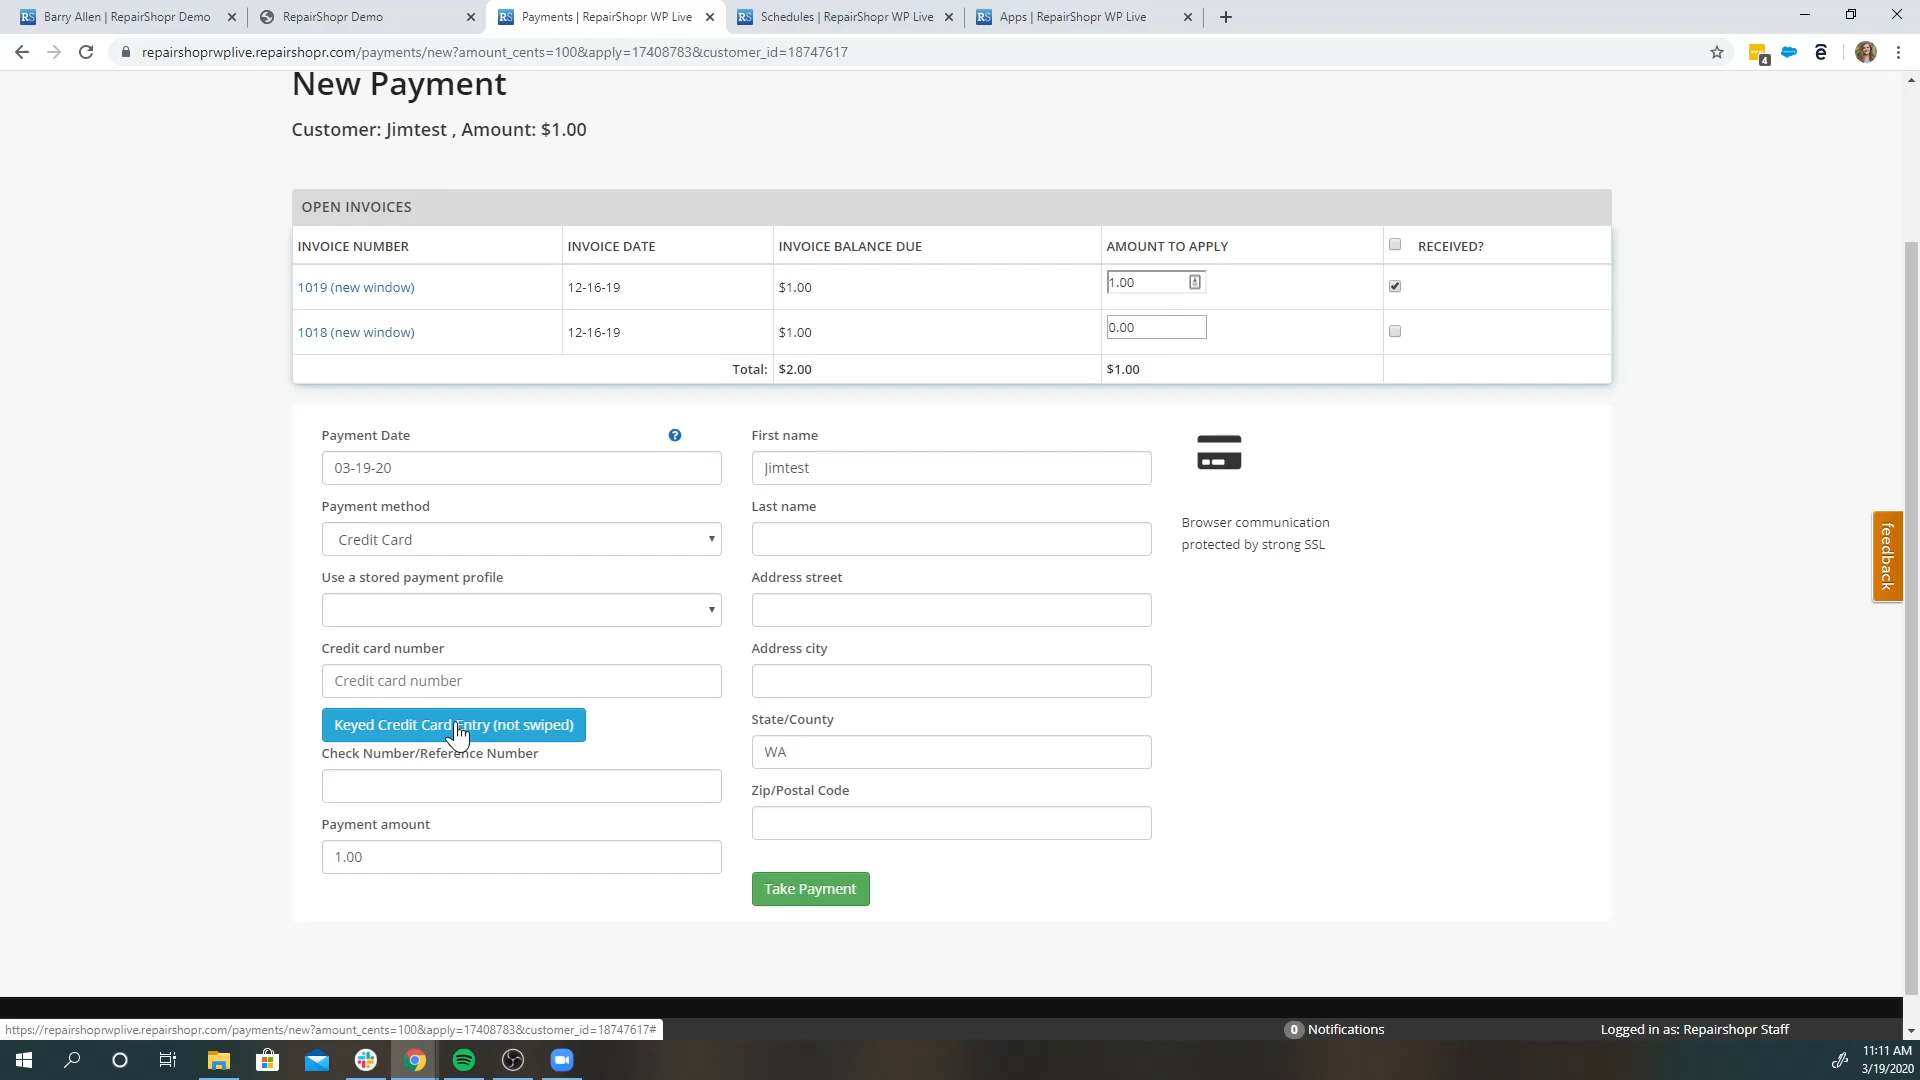 Barry Allen | RepairShopr Demo
RepairShopr Demo
Payments | RepairShopr WP Live
Schedules | RepairShopr WP Live
Apps | RepairShopr WP Live
repairshoprwplive.repairshopr.com/payments/new?amount_cents=100&apply=17408783&customer_id=18747617
4
New Payment
Customer: Jimtest , Amount: $1.00
OPEN INVOICES
INVOICE NUMBER INVOICE DATE INVOICE BALANCE DUE AMOUNT TO APPLY RECEIVED?
1019 (new window) 12-16-19 $1.00 1.00
1018 (new window) 12-16-19 $1.00 0.00
Total: $2.00 $1.00
Payment Date
03-19-20
Payment method
Credit Card
Use a stored payment profile
Credit card number
Credit card number
Keyed Credit Card Entry (not swiped)
Check Number/Reference Number
Payment amount
1.00
First name
Jimtest
Last name
Address street
Address city
State/County
WA
Zip/Postal Code
Take Payment
Browser communication
protected by strong SSL
feedback
https://repairshoprwplive.repairshopr.com/payments/new?amount_cents=100&apply=17408783&customer_id=18747617#
0 Notifications
Logged in as: Repairshopr Staff
11:11 AM
3/19/2020